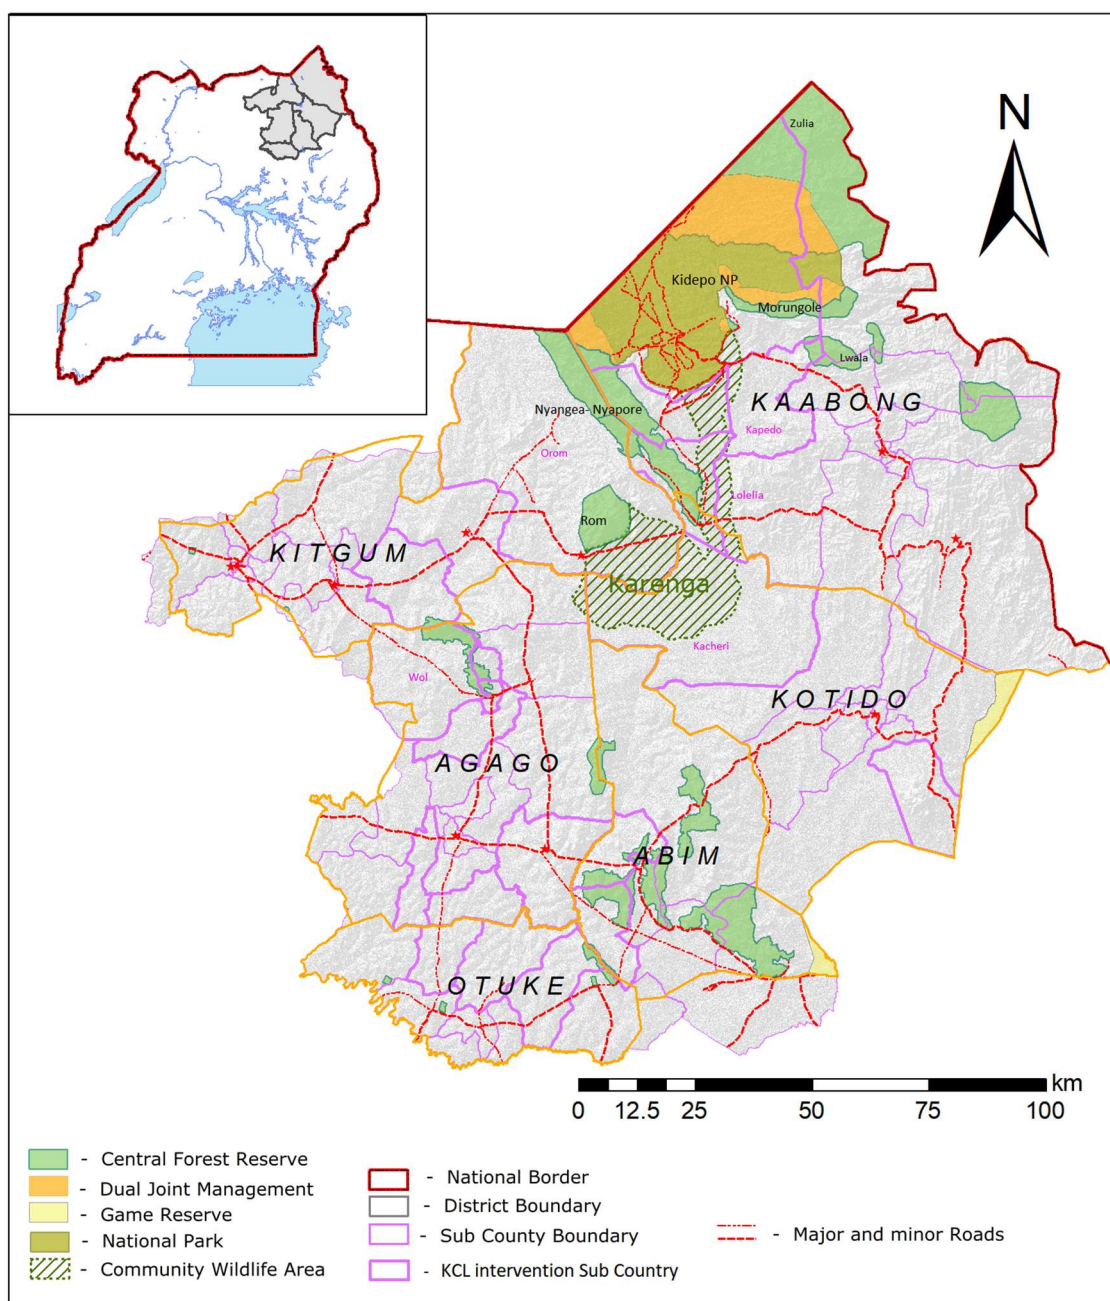 N
Zulia
Kidepo NP
Morungole
Lwala
KAABONG
Nyangea- Nyapore
Kapedo
Orom
Lolelia
Rom
KITGUM
Karenga
Kacheri
Wol
KOTIDO
AGAGO
ABIM
OTUKE
km
0 12.5 25 50 75 100
- Central Forest Reserve
- Dual Joint Management
- Game Reserve
- National Park
- Community Wildlife Area
- National Border
- District Boundary
- Sub County Boundary
- KCL intervention Sub Country
- Major and minor Roads